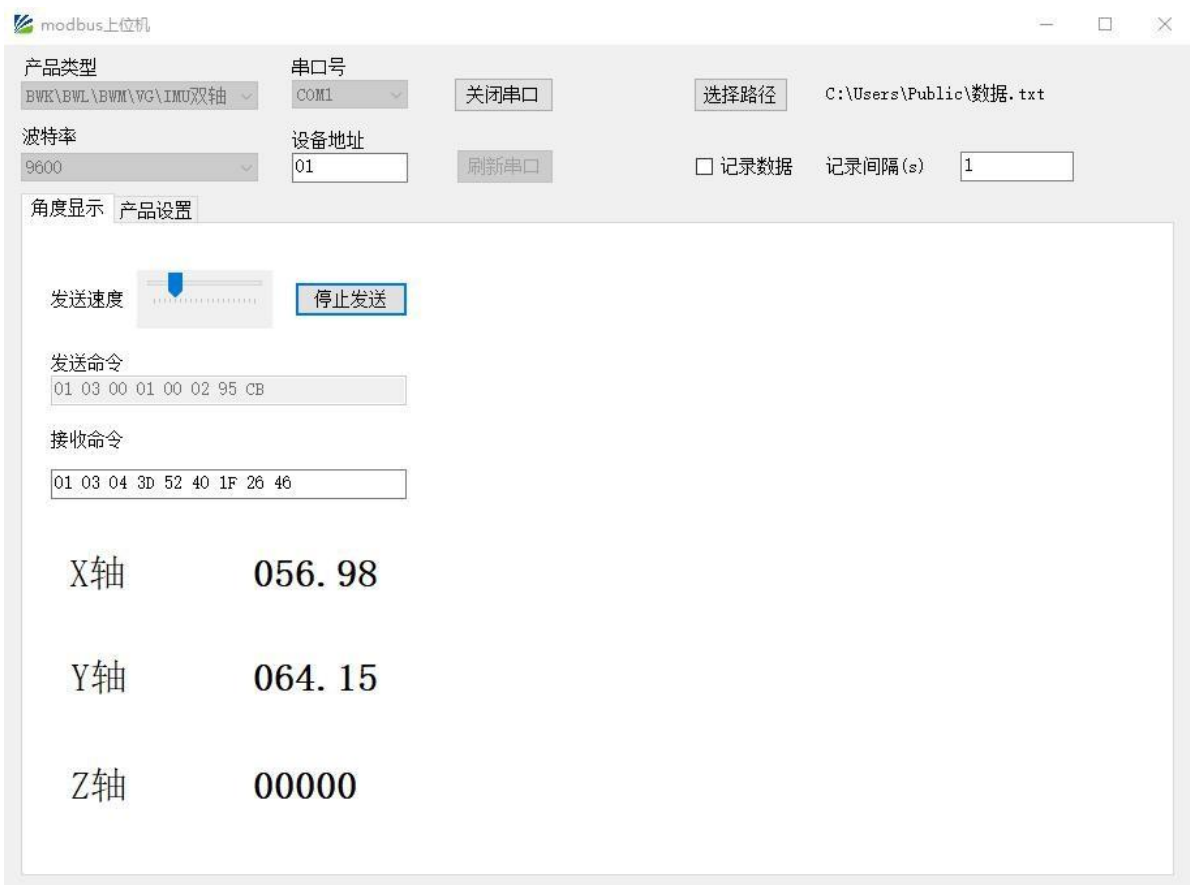 modbus上位机
产品类型
串口号
BWK\BWL\BWM\VG\IMU双轴
COM1
关闭串口
选择路径
C:\Users\Public\数据.txt
波特率
设备地址
9600
01
刷新串口
记录数据
记录间隔(s)
1
角度显示
产品设置
发送速度
停止发送
发送命令
01 03 00 01 00 02 95 CB
接收命令
01 03 04 3D 52 40 1F 26 46
X轴 056.98
Y轴 064.15
Z轴 00000